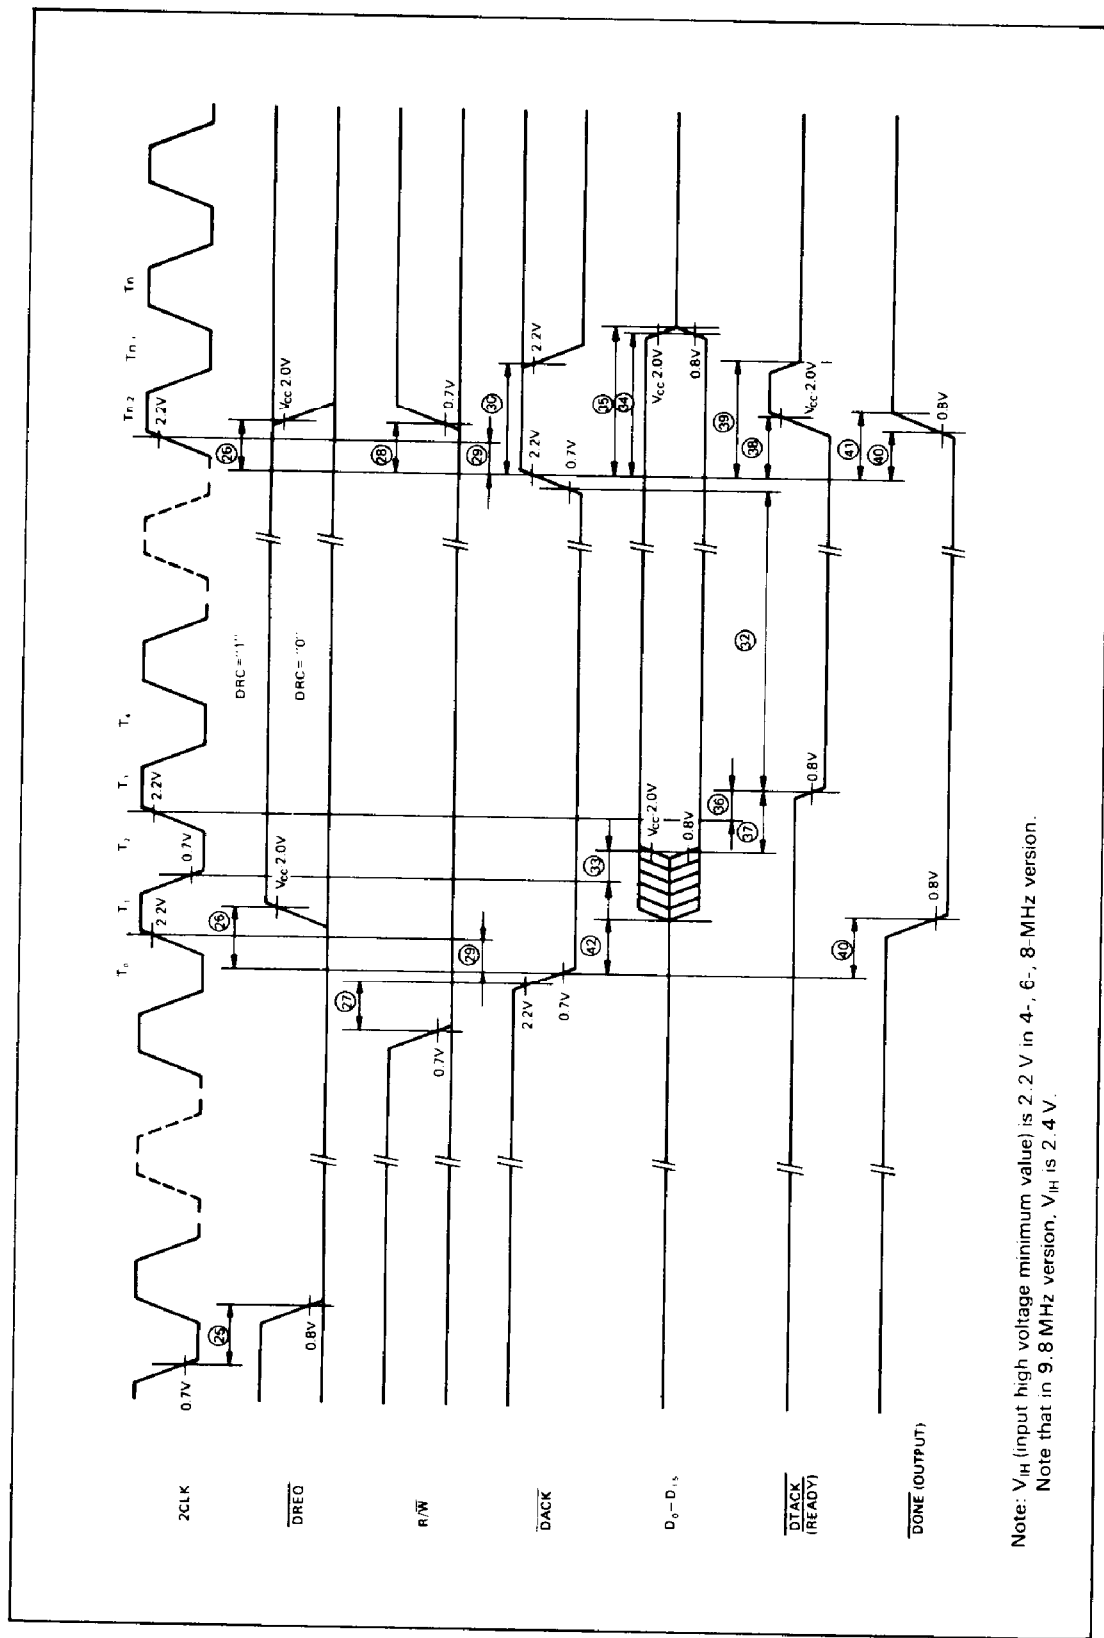 T₀ T₁ T₂ T₄ Tn-2 Tn-1 Tn
2CLK 0.7V 2.2V 0.7V 2.2V 2.2V
㉕ ㉖ DRC = "1" ㉖
DREQ 0.8V Vcc-2.0V DRC = "0" Vcc-2.0V
㉗ ㉘
R/W 0.7V 0.7V
㉙ ㉙ ㉚
DACK 2.2V 0.7V 2.2V 0.7V 2.2V
㊷ ㉝ ㉟ ㉞
D₀–D₁₅ Vcc-2.0V 0.8V Vcc-2.0V 0.8V
㊱ ㊲ ㉜ ㊳ ㊴
DTACK
(READY) 0.8V Vcc-2.0V
㊵ ㊶ ㊵
DONE (OUTPUT) 0.8V 0.8V
Note: VIH (input high voltage minimum value) is 2.2 V in 4-, 6-, 8-MHz version.
Note that in 9.8 MHz version, VIH is 2.4 V.